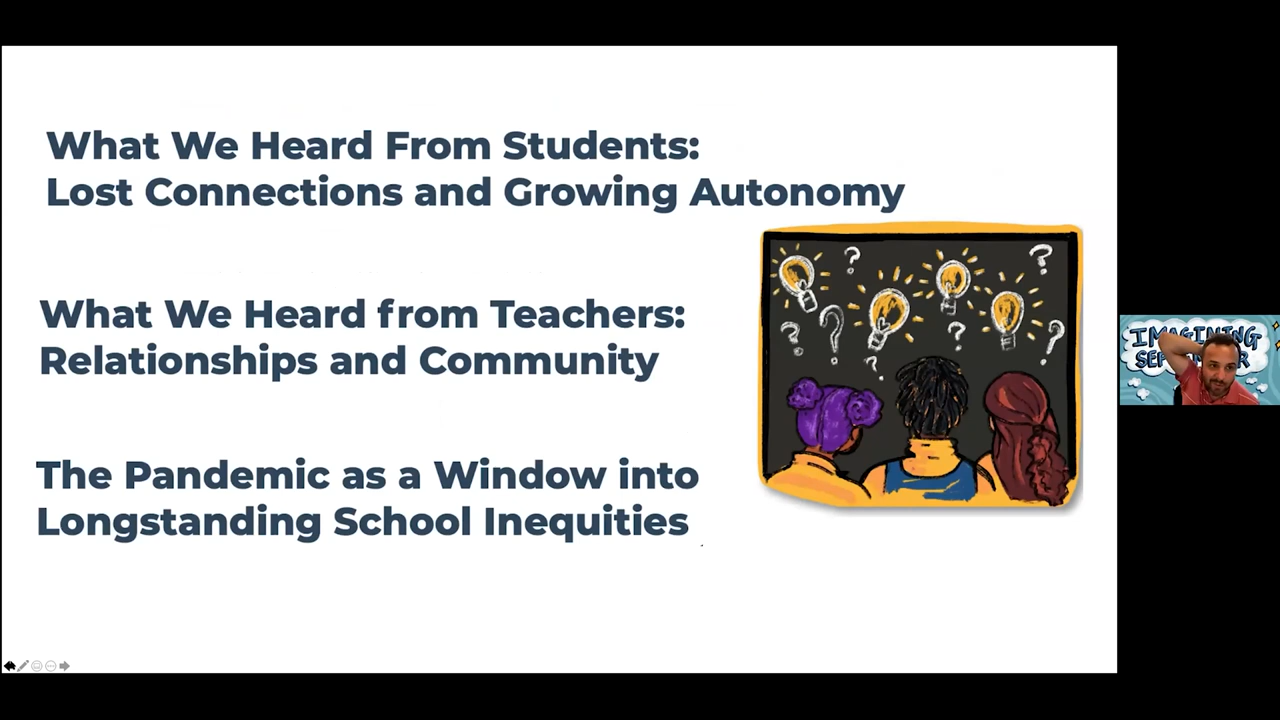 What We Heard From Students:
Lost Connections and Growing Autonomy
What We Heard from Teachers:
Relationships and Community
The Pandemic as a Window into
Longstanding School Inequities
IMAGINING